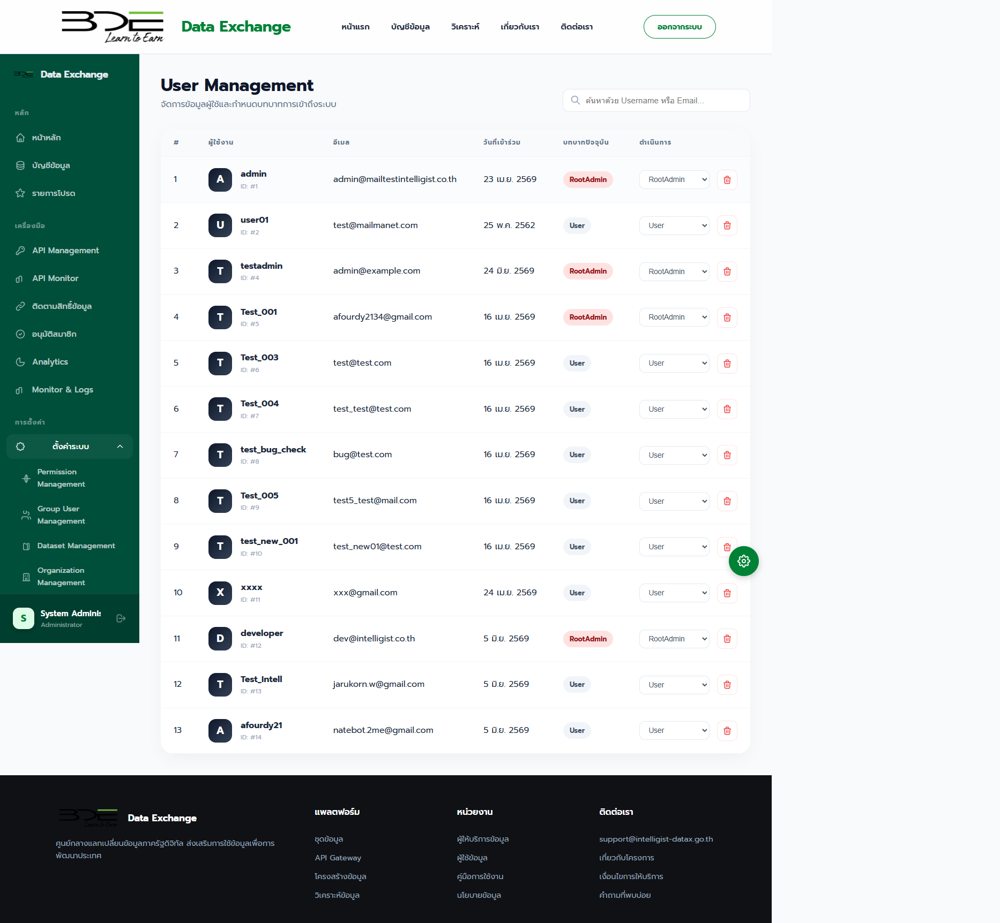 BDE
Learn to Earn
Data Exchange
หน้าแรก
บัญชีข้อมูล
วิเคราะห์
เกี่ยวกับเรา
ติดต่อเรา
ออกจากระบบ
BDE
Data Exchange
หลัก
หน้าหลัก
บัญชีข้อมูล
รายการโปรด
เครื่องมือ
API Management
API Monitor
ติดตามสิทธิ์ข้อมูล
อนุมัติสมาชิก
Analytics
Monitor & Logs
การตั้งค่า
ตั้งค่าระบบ
Permission
Management
Group User
Management
Dataset Management
Organization
Management
S
System Adminis
Administrator
User Management
จัดการข้อมูลผู้ใช้และกำหนดบทบาทการเข้าถึงระบบ
ค้นหาด้วย Username หรือ Email...
# ผู้ใช้งาน อีเมล วันที่เข้าร่วม บทบาทปัจจุบัน ดำเนินการ
1 A admin admin@mailtestintelligist.co.th 23 เม.ย. 2569 RootAdmin RootAdmin
ID: #1
2 U user01 test@mailmanet.com 25 พ.ค. 2562 User User
ID: #2
3 T testadmin admin@example.com 24 มิ.ย. 2569 RootAdmin RootAdmin
ID: #4
4 T Test_001 afourdy2134@gmail.com 16 เม.ย. 2569 RootAdmin RootAdmin
ID: #5
5 T Test_003 test@test.com 16 เม.ย. 2569 User User
ID: #6
6 T Test_004 test_test@test.com 16 เม.ย. 2569 User User
ID: #7
7 T test_bug_check bug@test.com 16 เม.ย. 2569 User User
ID: #8
8 T Test_005 test5_test@mail.com 16 เม.ย. 2569 User User
ID: #9
9 T test_new_001 test_new01@test.com 16 เม.ย. 2569 User User
ID: #10
10 X xxxx xxx@gmail.com 24 เม.ย. 2569 User User
ID: #11
11 D developer dev@intelligist.co.th 5 มิ.ย. 2569 RootAdmin RootAdmin
ID: #12
12 T Test_Intell jarukorn.w@gmail.com 5 มิ.ย. 2569 User User
ID: #13
13 A afourdy21 natebot.2me@gmail.com 5 มิ.ย. 2569 User User
ID: #14
BDE
Learn to Earn
Data Exchange
ศูนย์กลางแลกเปลี่ยนข้อมูลภาครัฐดิจิทัล ส่งเสริมการใช้ข้อมูลเพื่อการ
พัฒนาประเทศ
แพลตฟอร์ม
ชุดข้อมูล
API Gateway
โครงสร้างข้อมูล
วิเคราะห์ข้อมูล
หน่วยงาน
ผู้ให้บริการข้อมูล
ผู้ใช้ข้อมูล
คู่มือการใช้งาน
นโยบายข้อมูล
ติดต่อเรา
support@intelligist-datax.go.th
เกี่ยวกับโครงการ
เงื่อนไขการให้บริการ
คำถามที่พบบ่อย